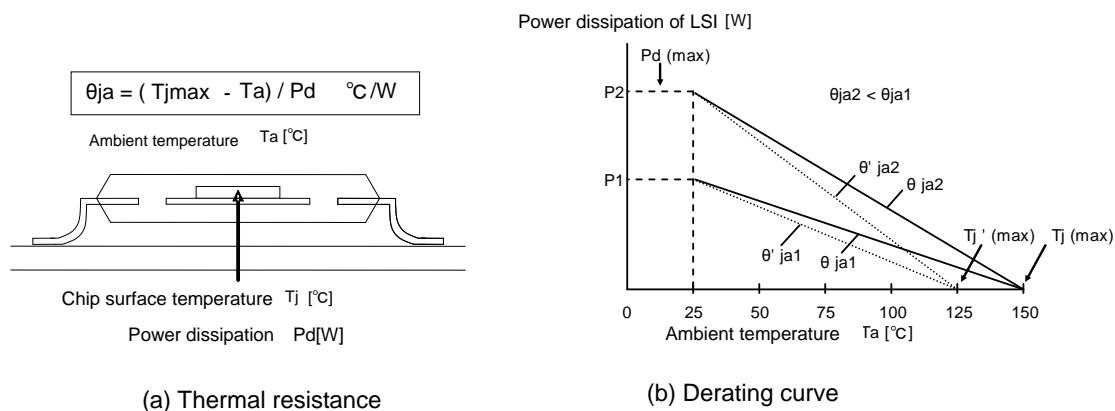 θja = ( Tjmax - Ta) / Pd °C/W
Ambient temperature Ta [°C]
Chip surface temperature Tj [°C]
Power dissipation Pd[W]
(a) Thermal resistance
Power dissipation of LSI [W]
Pd (max)
P2
θja2 < θja1
θ' ja2
θ ja2
P1
θ' ja1
θ ja1
Tj ' (max)
Tj (max)
0 25 50 75 100 125 150
Ambient temperature Ta [°C]
(b) Derating curve